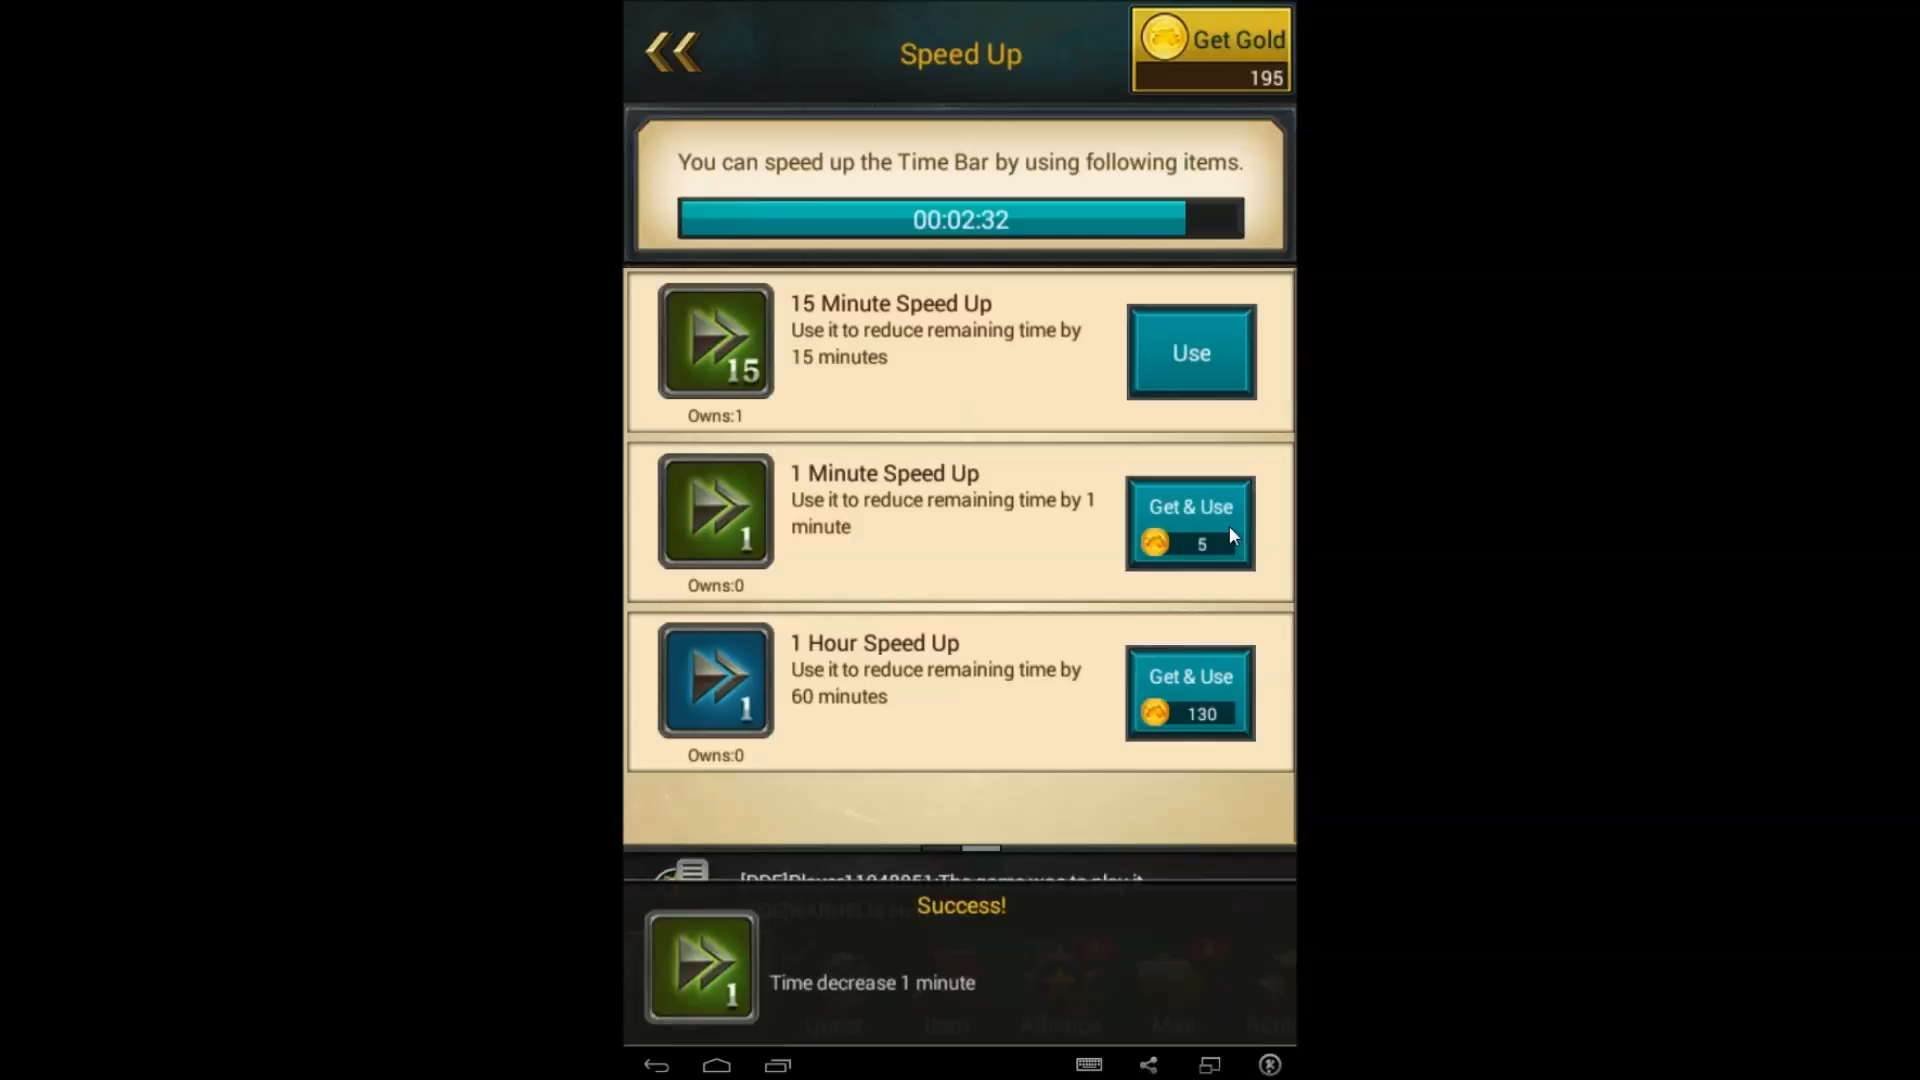 Speed Up
Get Gold
195
You can speed up the Time Bar by using following items.
00:02:32
15 Minute Speed Up
Use it to reduce remaining time by
15 minutes
15
Use
Owns:1
1 Minute Speed Up
Use it to reduce remaining time by 1
minute
1
Get & Use
5
Owns:0
1 Hour Speed Up
Use it to reduce remaining time by
60 minutes
1
Get & Use
130
Owns:0
Success!
1
Time decrease 1 minute
Quest
Item
Alliance